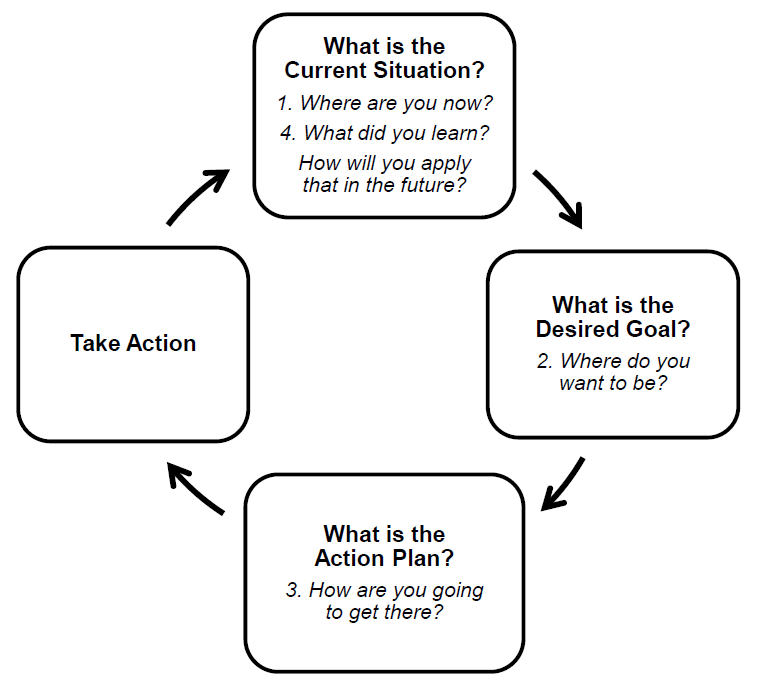 What is the
Current Situation?
1. Where are you now?
4. What did you learn?
How will you apply
that in the future?
What is the
Desired Goal?
2. Where do you
want to be?
What is the
Action Plan?
3. How are you going
to get there?
Take Action